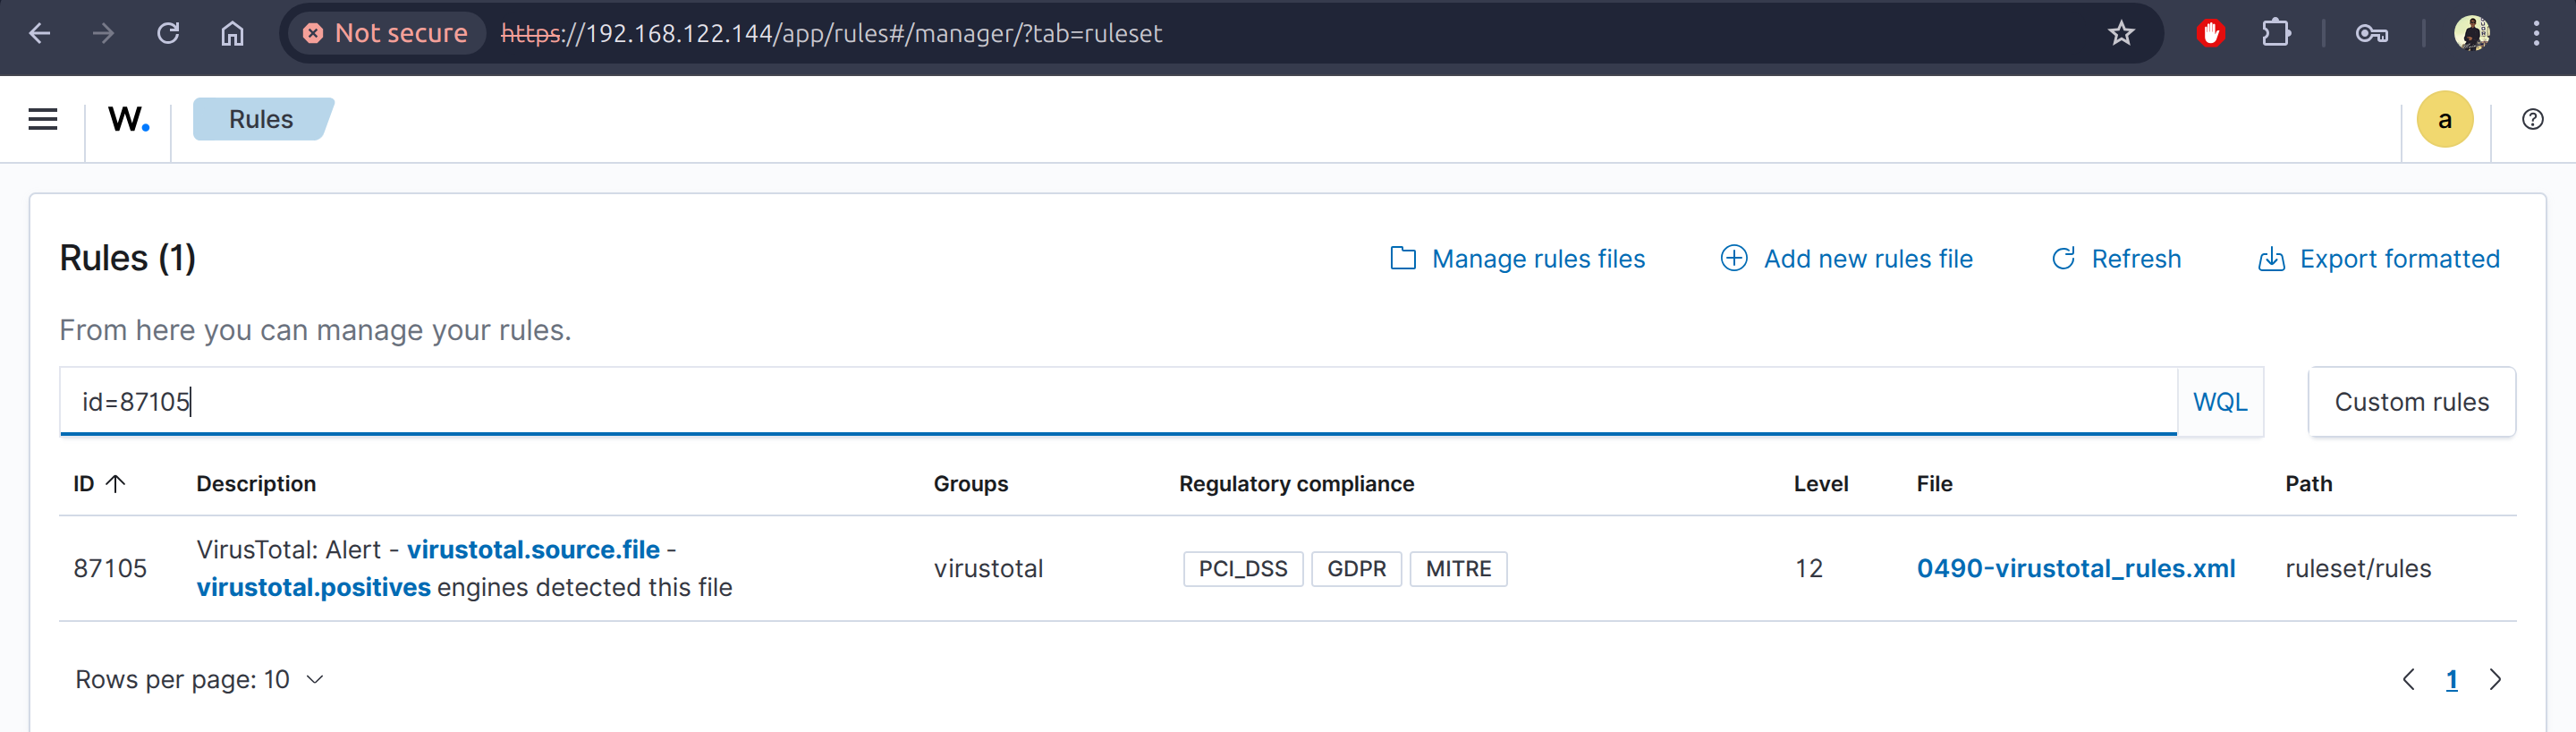 Not secure https://192.168.122.144/app/rules#/manager/?tab=ruleset
W. Rules a
Rules (1) Manage rules files Add new rules file Refresh Export formatted
From here you can manage your rules.
id=87105 WQL Custom rules
ID Description Groups Regulatory compliance Level File Path
87105 VirusTotal: Alert - virustotal.source.file - virustotal PCI_DSS GDPR MITRE 12 0490-virustotal_rules.xml ruleset/rules
virustotal.positives engines detected this file
Rows per page: 10 1